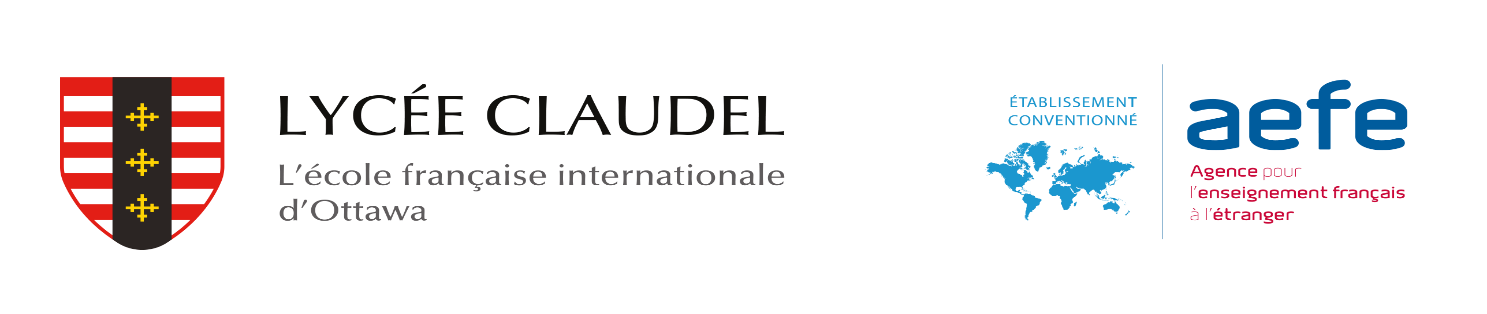 LYCÉE CLAUDEL
L'école française internationale
d'Ottawa
ÉTABLISSEMENT
CONVENTIONNÉ
aefe
Agence pour
l'enseignement français
à l'étranger